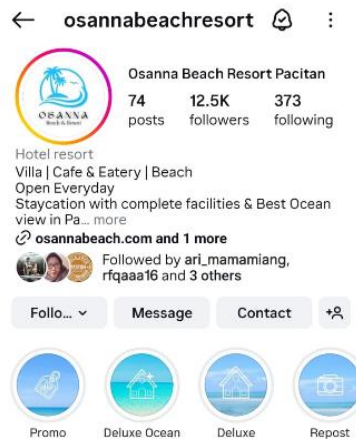 osannabeachresort
OSANNA
Beach & Resort
Osanna Beach Resort Pacitan
74 12.5K 373
posts followers following
Hotel resort
Villa | Cafe & Eatery | Beach
Open Everyday
Staycation with complete facilities & Best Ocean
view in Pa... more
osannabeach.com and 1 more
Followed by ari_mamamiang,
rfqaaa16 and 3 others
Follo... Message Contact
Promo Deluxe Ocean Deluxe Repost